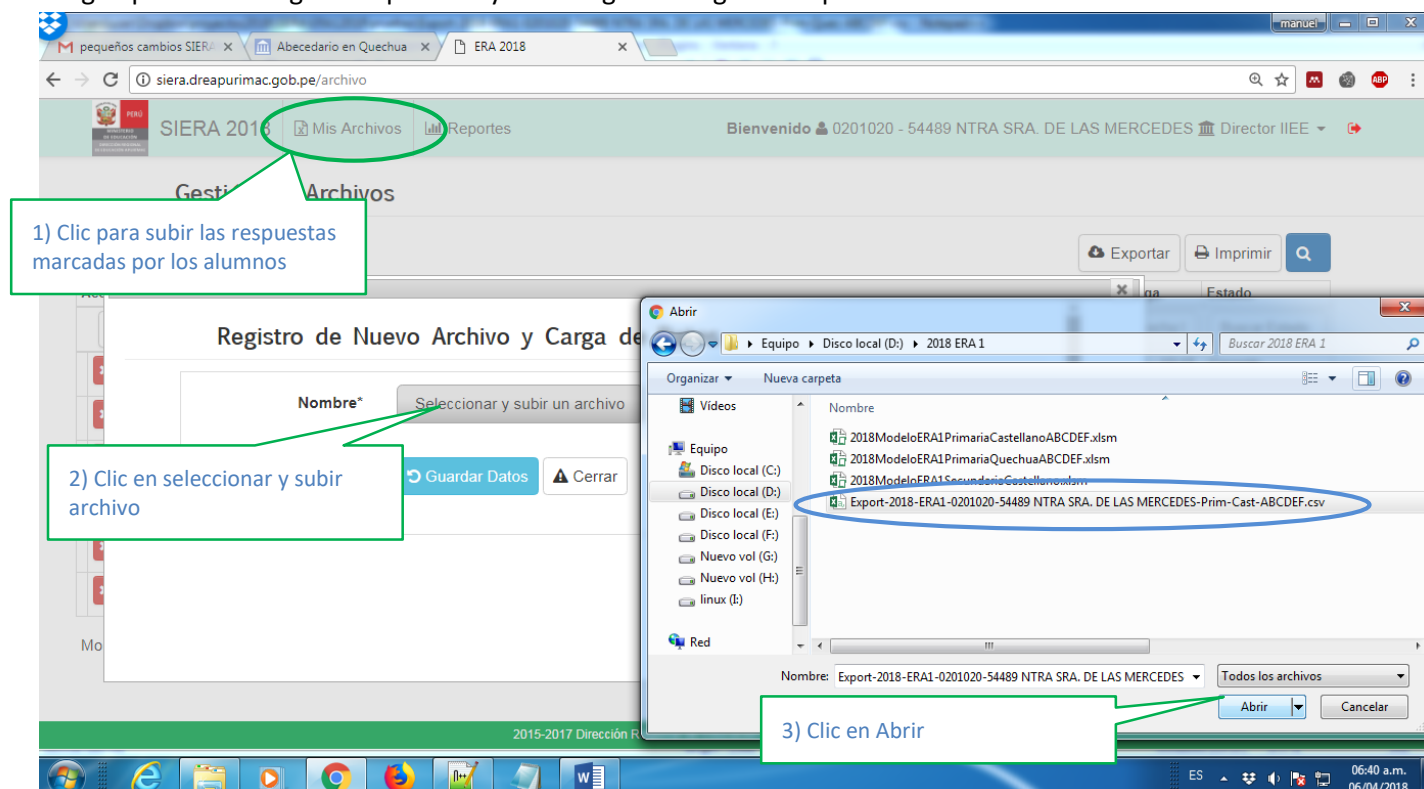 manuel
pequeños cambios SIERA
Abecedario en Quechua
ERA 2018
siera.dreapurimac.gob.pe/archivo
ABP
PERÚ
SIERA 2018
Mis Archivos
Reportes
Bienvenido 0201020 - 54489 NTRA SRA. DE LAS MERCEDES Director IIEE
Archivos
1) Clic para subir las respuestas
marcadas por los alumnos
Exportar
Imprimir
Estado
Registro de Nuevo Archivo y Carga de
Nombre*
Seleccionar y subir un archivo
2) Clic en seleccionar y subir
archivo
Guardar Datos
Cerrar
Mo
2015-2017 Dirección R
Abrir
Equipo
Disco local (D:)
2018 ERA 1
Buscar 2018 ERA 1
Organizar
Nueva carpeta
Vídeos
Equipo
Disco local (C:)
Disco local (D:)
Disco local (E:)
Disco local (F:)
Nuevo vol (G:)
Nuevo vol (H:)
linux (I:)
Red
Nombre
2018ModeloERA1PrimariaCastellanoABCDEF.xlsm
2018ModeloERA1PrimariaQuechuaABCDEF.xlsm
2018ModeloERA1SecundariaCastellano.xlsm
Export-2018-ERA1-0201020-54489 NTRA SRA. DE LAS MERCEDES-Prim-Cast-ABCDEF.csv
Nombre: Export-2018-ERA1-0201020-54489 NTRA SRA. DE LAS MERCEDES
Todos los archivos
Abrir
Cancelar
3) Clic en Abrir
ES
06:40 a.m.
06/04/2018